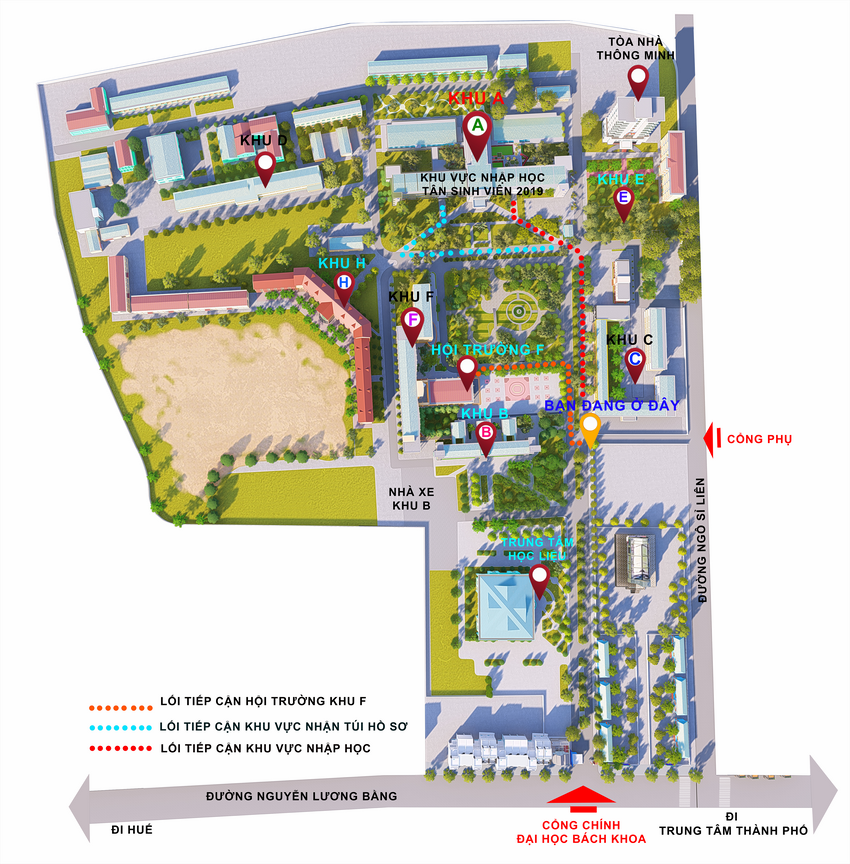 TÒA NHÀ
THÔNG MINH
KHU A
A
KHU D
KHU VỰC NHẬP HỌC
TÂN SINH VIÊN 2019
KHU E
E
KHU H
H
KHU F
F
HỘI TRƯỜNG F
KHU C
C
BẠN ĐANG Ở ĐÂY
KHU B
B
CỔNG PHỤ
NHÀ XE
KHU B
ĐƯỜNG NGÔ SĨ LIÊN
TRUNG TÂM
HỌC LIỆU
LỐI TIẾP CẬN HỘI TRƯỜNG KHU F
LỐI TIẾP CẬN KHU VỰC NHẬN TÚI HỒ SƠ
LỐI TIẾP CẬN KHU VỰC NHẬP HỌC
ĐƯỜNG NGUYỄN LƯƠNG BẰNG
ĐI HUẾ
CỔNG CHÍNH
ĐẠI HỌC BÁCH KHOA
ĐI
TRUNG TÂM THÀNH PHỐ